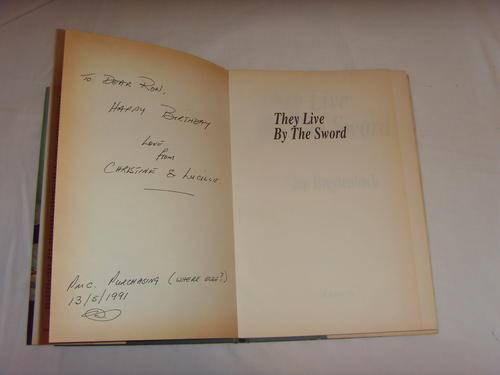 To Dear Ron,
Happy Birthday
Love
from
Christine & Lucille
PMC. Purchasing (where else?)
13/5/1991
They Live
By The Sword